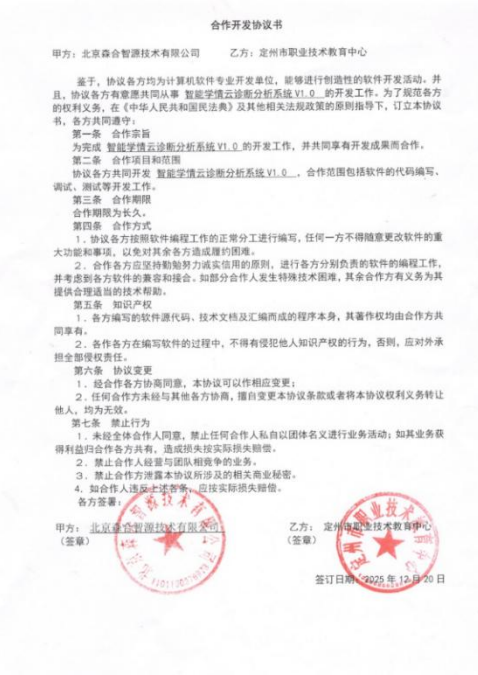 合作开发协议书
甲方：北京森合智源技术有限公司 乙方：定州市职业技术教育中心
鉴于，协议各方均为计算机软件专业开发单位，能够进行创造性的软件开发活动。并
且，协议各方有意愿共同从事 智能学情云诊断分析系统V1.0 的开发工作。为了规范各方
的权利义务，在《中华人民共和国民法典》及其他相关法规政策的原则指导下，订立本协议
书，各方共同遵守：
第一条 合作宗旨
为完成 智能学情云诊断分析系统V1.0 的开发工作，并共同享有开发成果而合作。
第二条 合作项目和范围
协议各方共同开发 智能学情云诊断分析系统V1.0 ，合作范围包括软件的代码编写、
调试、测试等开发工作。
第三条 合作期限
合作期限为长久。
第四条 合作方式
1．协议各方按照软件编程工作的正常分工进行编写，任何一方不得随意更改软件的重
大功能和事项，以免对其余各方造成履约困难。
2．合作各方应坚持勤勉努力诚实信用的原则，进行各方分别负责的软件的编程工作，
并考虑到各方软件的兼容和接合。如部分合作人发生特殊技术困难，其余合作方有义务为其
提供合理适当的技术帮助。
第五条 知识产权
1．各方编写的软件源代码、技术文档及汇编而成的程序本身，其著作权均由合作方共
同享有。
2．各作各方在编写软件的过程中，不得有侵犯他人知识产权的行为，否则，应对外承
担全部侵权责任。
第六条 协议变更
1．经合作各方协商同意，本协议可以作相应变更；
2．任何合作方未经与其他各方协商，擅自变更本协议条款或者将本协议权利义务转让
他人，均为无效。
第七条 禁止行为
1．未经全体合作人同意，禁止任何合作人私自以团体名义进行业务活动；如其业务获
得利益归合作各方共有，造成损失按实际损失赔偿。
2．禁止合作人经营与团队相竞争的业务。
3．禁止合作方泄露本协议所涉及的相关商业秘密。
4．如合作人违反上述各条，应按实际损失赔偿。
各方签署：
甲方： 北京森合智源技术有限公司 乙方： 定州市职业技术教育中心
（签章） （签章）
签订日期：2025 年 12 月 20 日
定州市职业技术教育中心